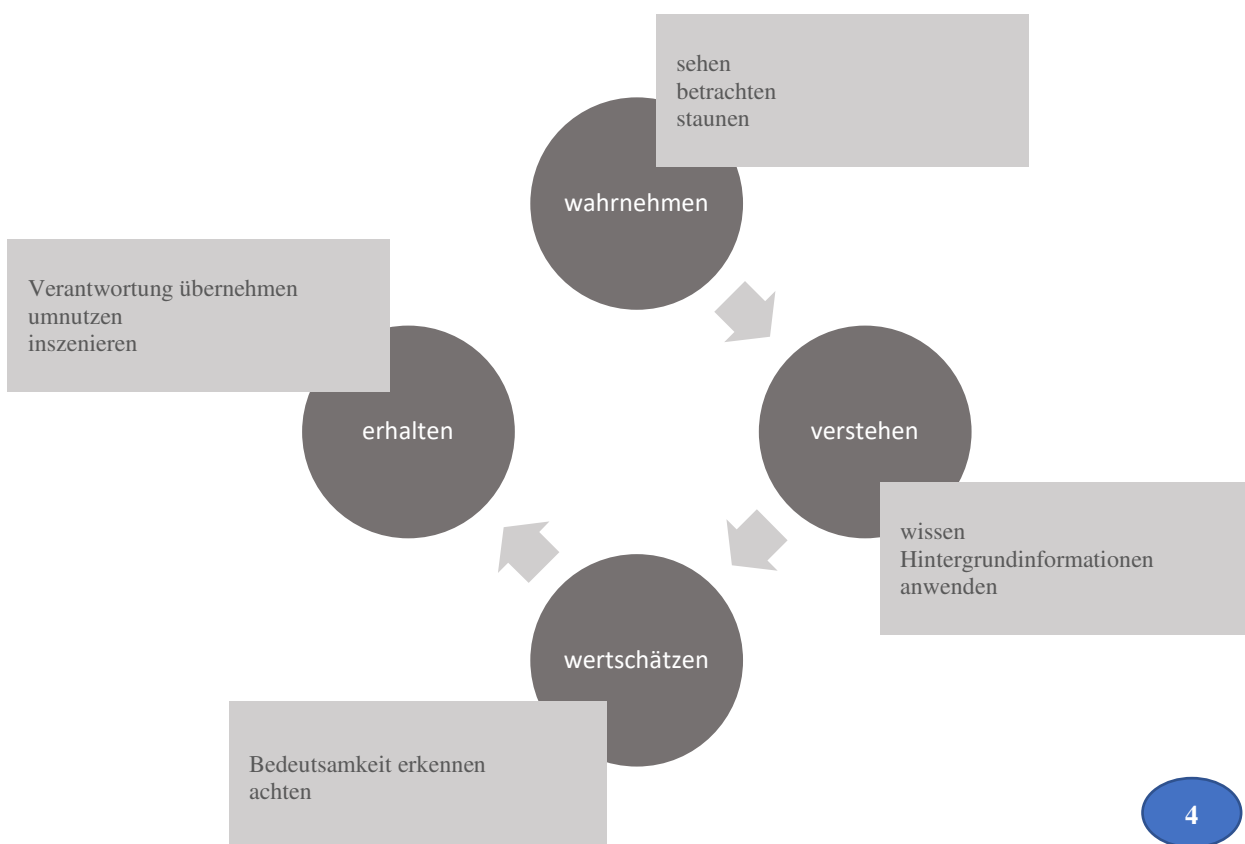 sehen
betrachten
staunen
wahrnehmen
Verantwortung übernehmen
umnutzen
inszenieren
erhalten
verstehen
wissen
Hintergrundinformationen
anwenden
wertschätzen
Bedeutsamkeit erkennen
achten
4